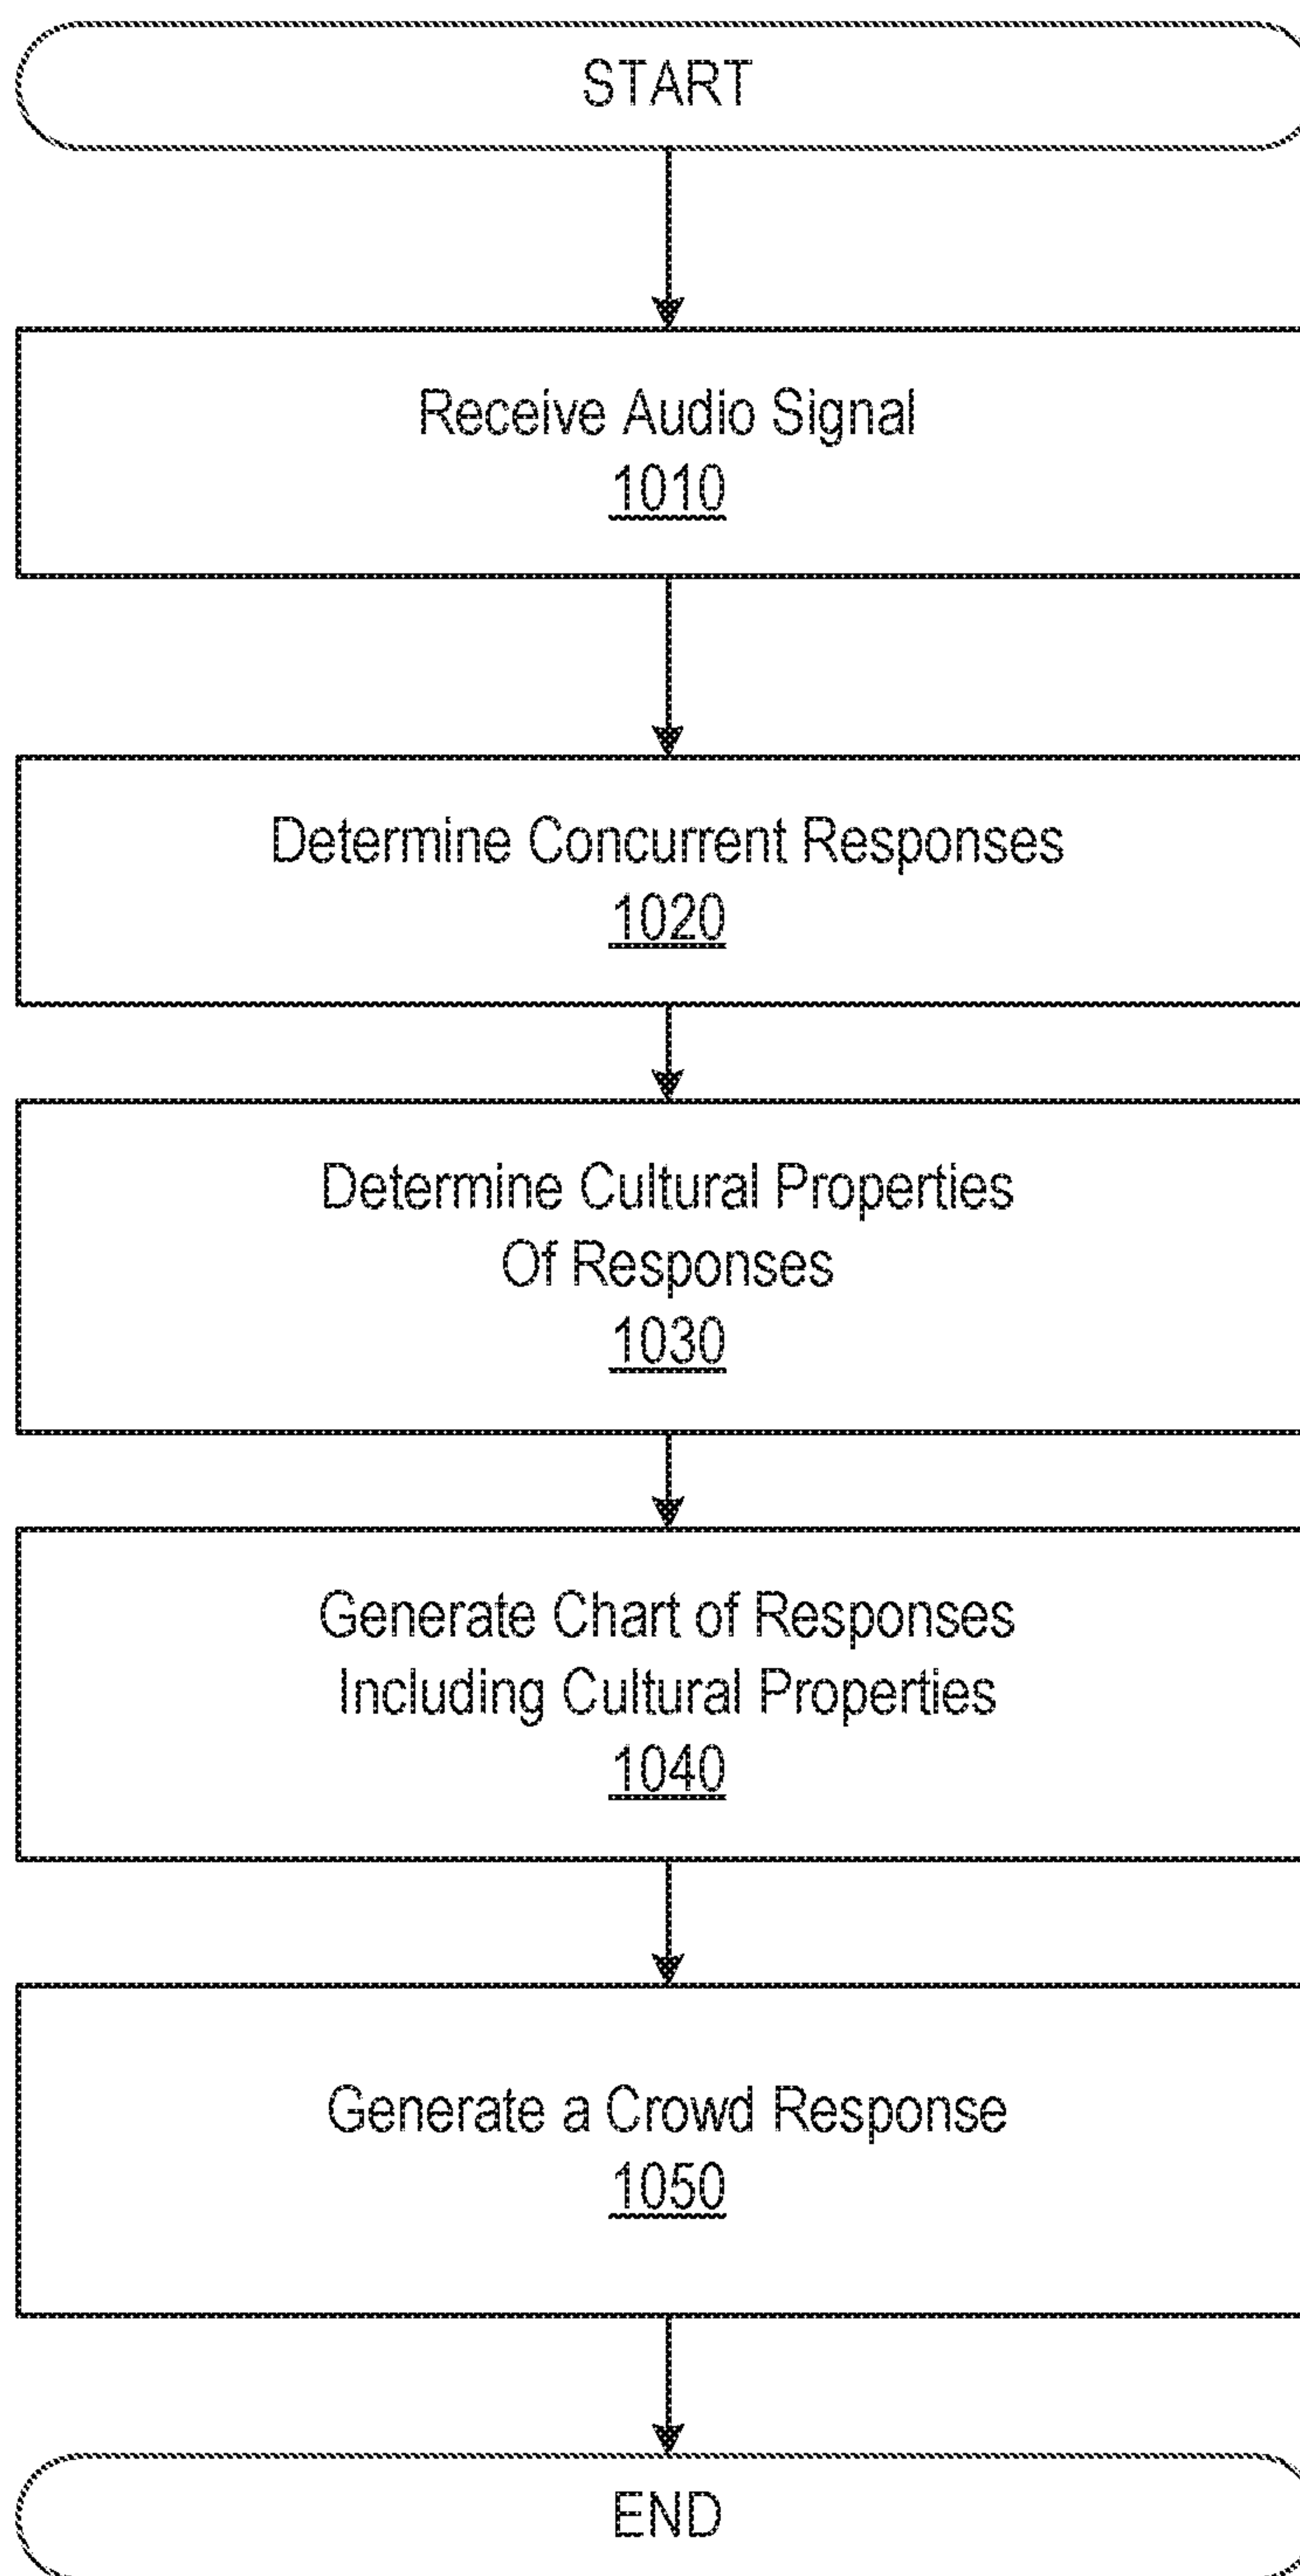 START
Receive Audio Signal
1010
Determine Concurrent Responses
1020
Determine Cultural Properties
Of Responses
1030
Generate Chart of Responses
Including Cultural Properties
1040
Generate a Crowd Response
1050
END